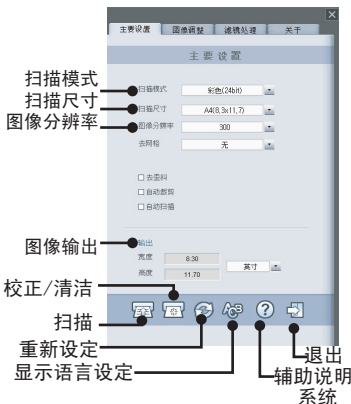 主要设置 图像调整 滤镜处理 关于
主要设置
扫描模式
扫描模式 彩色(24bit)
扫描尺寸
扫描尺寸 A4(8,3x11,7)
图像分辨率
图像分辨率 300
去网格 无
去歪斜
自动裁剪
自动扫描
图像输出
输出
宽度 8.30
高度 11.70
英寸
校正/清洁
扫描
重新设定
显示语言设定
退出
辅助说明
系统